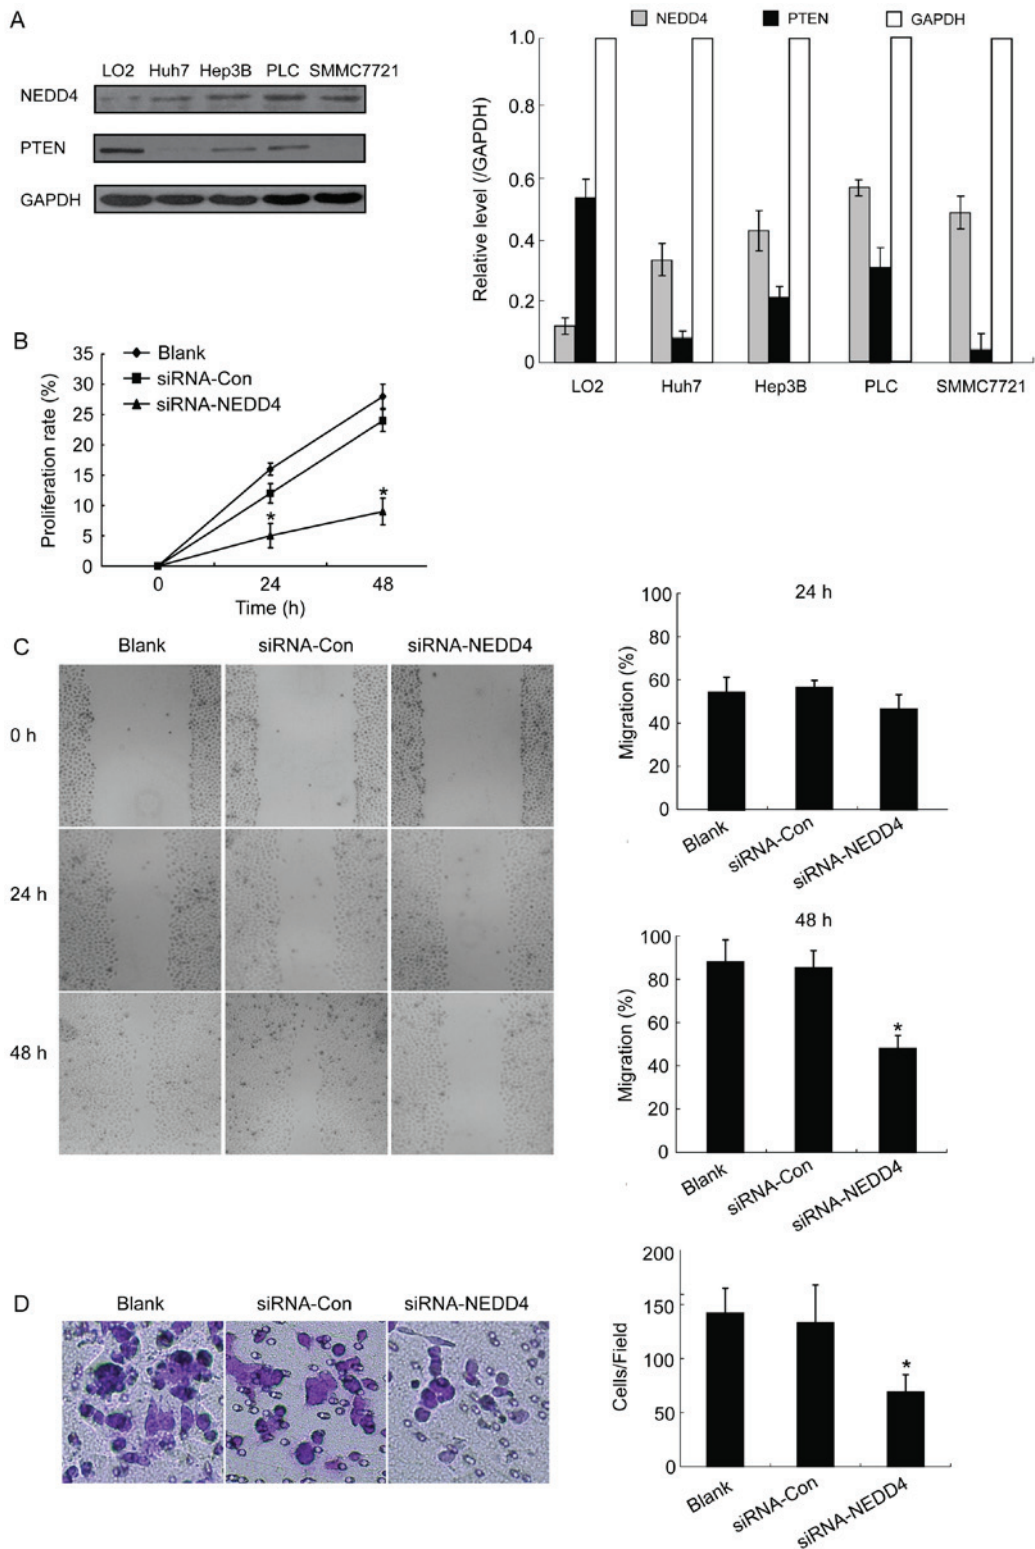 A
LO2 Huh7 Hep3B PLC SMMC7721
NEDD4
PTEN
GAPDH
NEDD4 PTEN GAPDH
Relative level (/GAPDH)
1.0
0.8
0.6
0.4
0.2
0
LO2 Huh7 Hep3B PLC SMMC7721
B
Blank
siRNA-Con
siRNA-NEDD4
Proliferation rate (%)
35
30
25
20
15
10
5
0
*
*
0 24 48
Time (h)
C
Blank siRNA-Con siRNA-NEDD4
0 h
24 h
48 h
24 h
Migration (%)
100
80
60
40
20
0
Blank siRNA-Con siRNA-NEDD4
48 h
Migration (%)
100
80
60
40
20
0
*
Blank siRNA-Con siRNA-NEDD4
D
Blank siRNA-Con siRNA-NEDD4
Cells/Field
200
150
100
50
0
*
Blank siRNA-Con siRNA-NEDD4